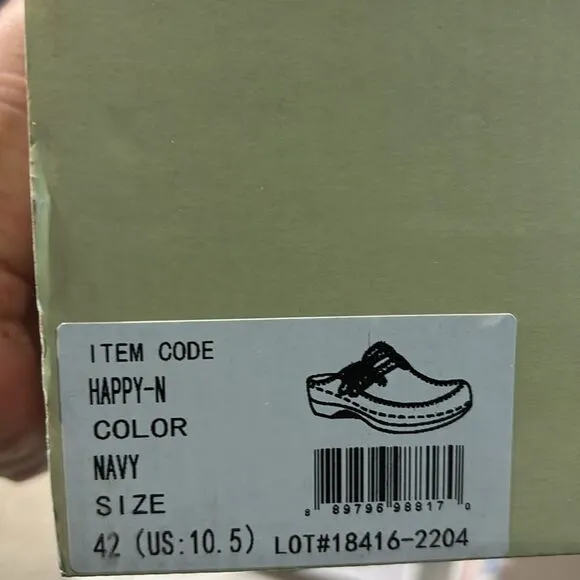 ITEM CODE
HAPPY-N
COLOR
NAVY
SIZE
8 89796 98817 0
42 (US:10.5) LOT#18416-2204